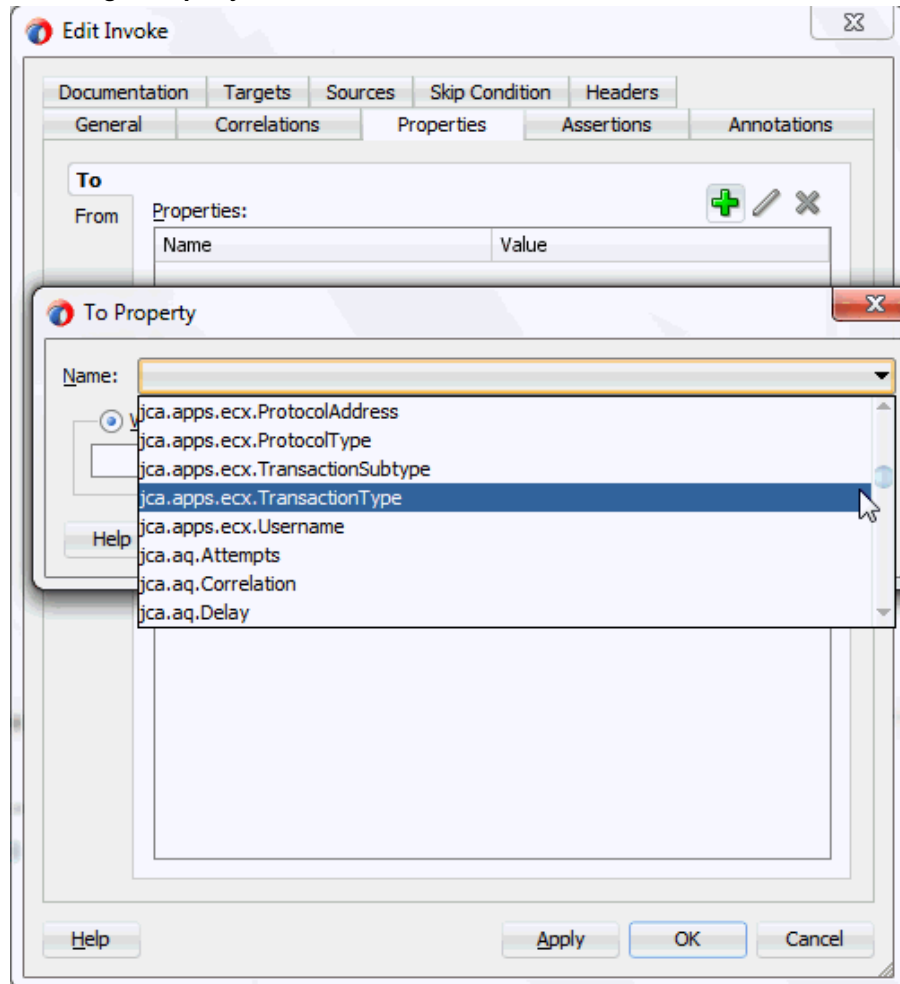 Edit Invoke
Documentation Targets Sources Skip Condition Headers
General Correlations Properties Assertions Annotations
To
From Properties:
Name Value
To Property
Name:
jca.apps.ecx.ProtocolAddress
jca.apps.ecx.ProtocolType
jca.apps.ecx.TransactionSubtype
jca.apps.ecx.TransactionType
jca.apps.ecx.Username
Help
jca.aq.Attempts
jca.aq.Correlation
jca.aq.Delay
Help Apply OK Cancel